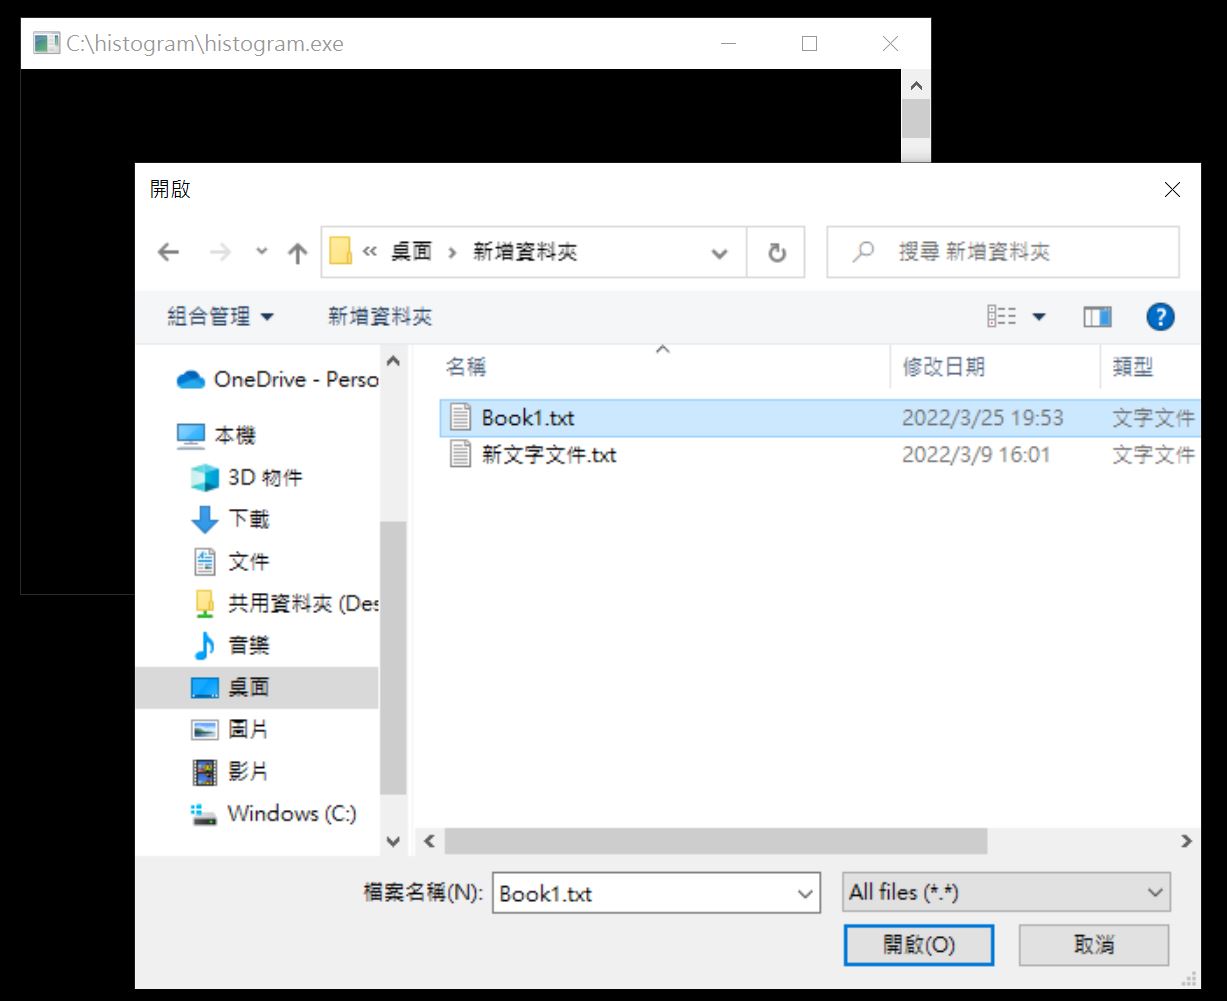 C:\histogram\histogram.exe
開啟
« 桌面 › 新增資料夾
搜尋 新增資料夾
組合管理 新增資料夾
名稱 修改日期 類型
OneDrive - Perso
本機
3D 物件
下載
文件
共用資料夾 (Des
音樂
桌面
圖片
影片
Windows (C:)
Book1.txt 2022/3/25 19:53 文字文件
新文字文件.txt 2022/3/9 16:01 文字文件
檔案名稱(N): Book1.txt All files (*.*)
開啟(O) 取消